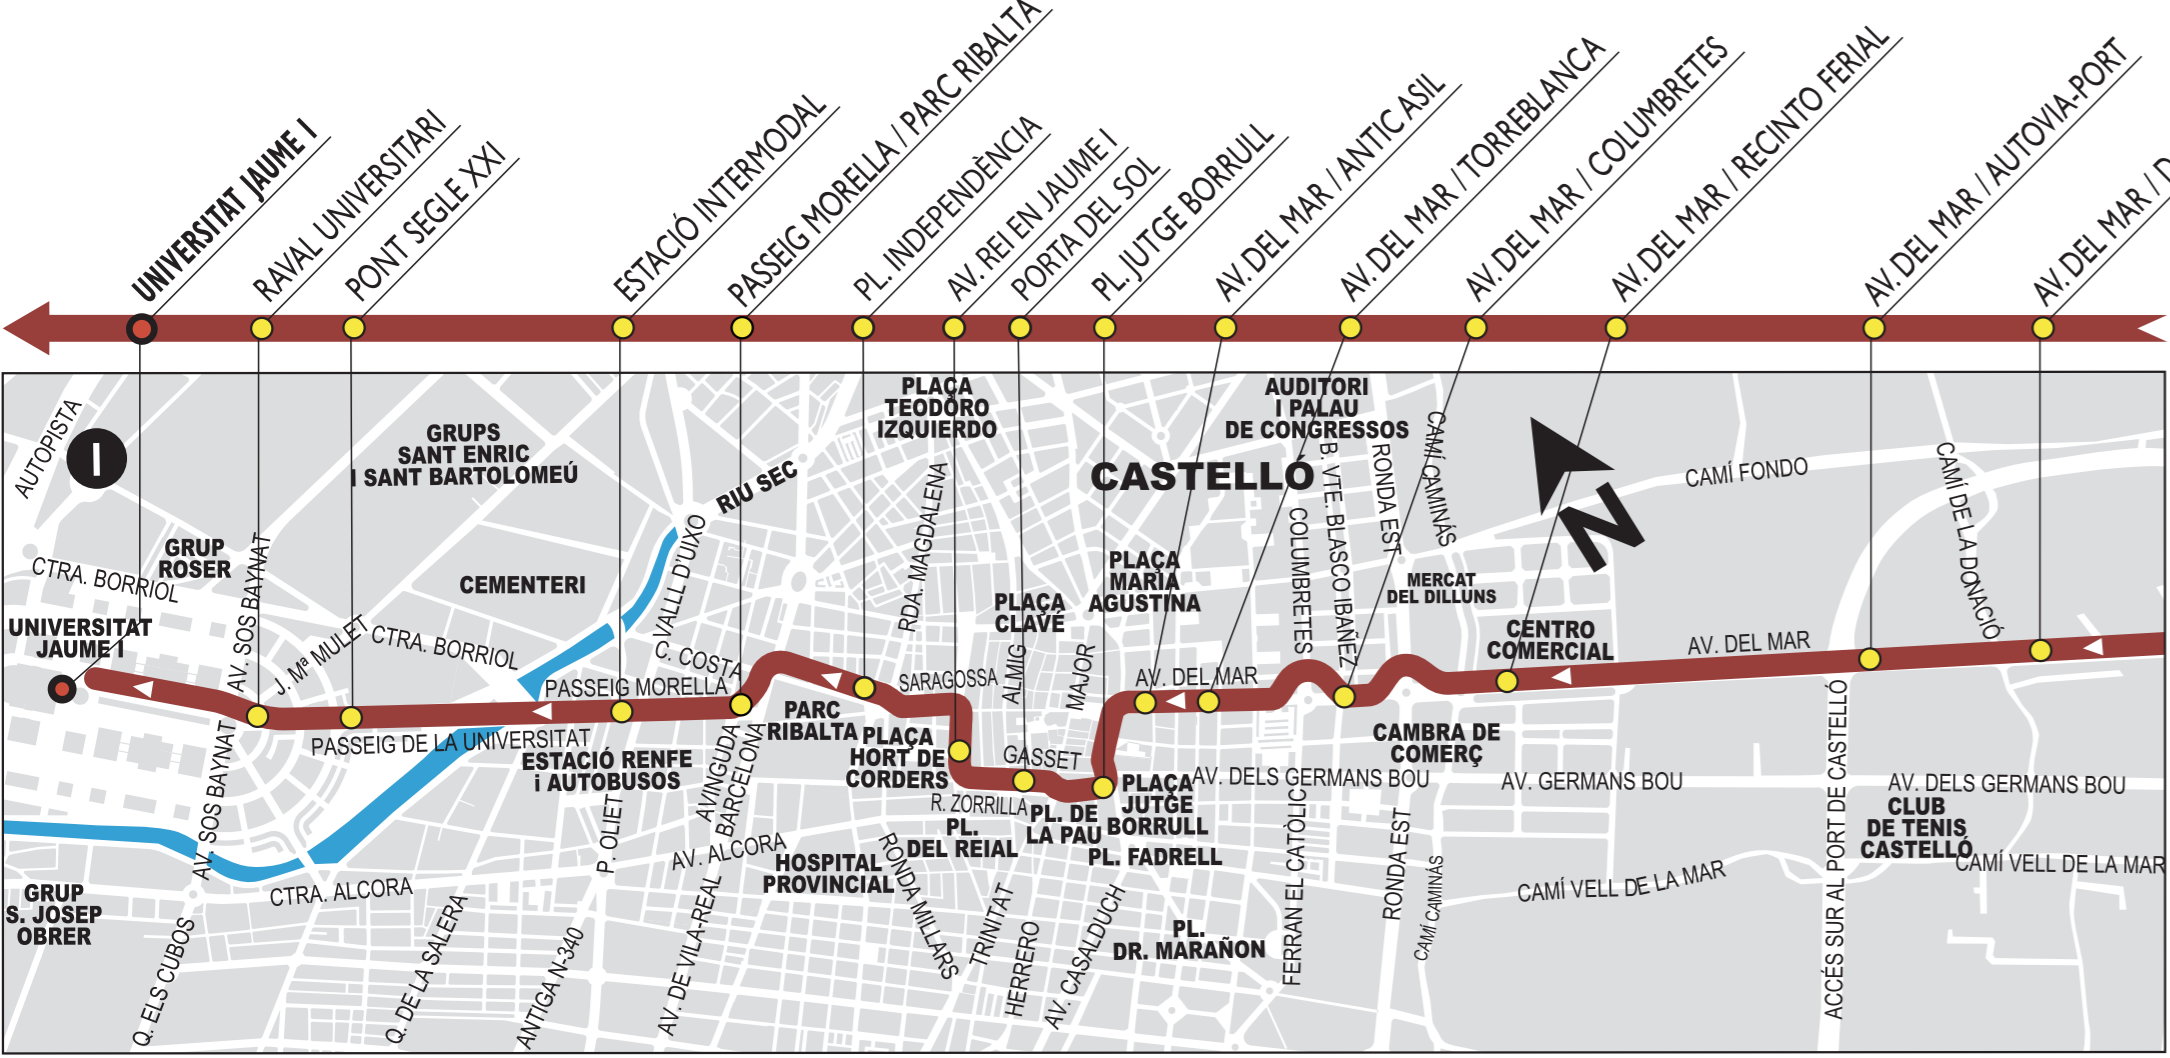 UNIVERSITAT JAUME I
RAVAL UNIVERSITARI
PONT SEGLE XXI
ESTACIÓ INTERMODAL
PASSEIG MORELLA / PARC RIBALTA
PL. INDEPENDÈNCIA
AV. REI EN JAUME I
PORTA DEL SOL
PL. JUTGE BORRULL
AV. DEL MAR / ANTIC ASIL
AV. DEL MAR / TORREBLANCA
AV. DEL MAR / COLUMBRETES
AV. DEL MAR / RECINTO FERIAL
AV. DEL MAR / AUTOVIA-PORT
AV. DEL MAR / D
AUTOPISTA
I
GRUPS
SANT ENRIC
I SANT BARTOLOMEÚ
PLAÇA
TEODORO
IZQUIERDO
AUDITORI
I PALAU
DE CONGRESSOS
CASTELLÓ
RIU SEC
CAMÍ FONDO
N
GRUP
ROSER
CTRA. BORRIOL
CEMENTERI
UNIVERSITAT
JAUME I
AV. SOS BAYNAT
J. Mª MULET
CTRA. BORRIOL
C. VALLL D'UIXO
C. COSTA
RDA. MAGDALENA
PLAÇA
CLAVÉ
PLAÇA
MARIA
AGUSTINA
COLUMBRETES
B. VTE. BLASCO IBAÑEZ
RONDA EST
CAMÍ CAMINÁS
MERCAT
DEL DILLUNS
CENTRO
COMERCIAL
AV. DEL MAR
CAMÍ DE LA DONACIÓ
PASSEIG MORELLA
SARAGOSSA
ALMIG
MAJOR
AV. DEL MAR
PASSEIG DE LA UNIVERSITAT
ESTACIÓ RENFE
i AUTOBUSOS
PARC
RIBALTA
PLAÇA
HORT DE
CORDERS
GASSET
R. ZORRILLA
PL.
DEL REIAL
PL. DE
LA PAU
PLAÇA
JUTGE
BORRULL
PL. FADRELL
CAMBRA DE
COMERÇ
AV. DELS GERMANS BOU
AV. GERMANS BOU
AV. DELS GERMANS BOU
CLUB
DE TENIS
CASTELLÓ
AV. SOS BAYNAT
P. OLIET
AVINGUDA
BARCELONA
AV. ALCORA
HOSPITAL
PROVINCIAL
RONDA MILLARS
CTRA. ALCORA
GRUP
S. JOSEP
OBRER
Q. ELS CUBOS
Q. DE LA SALERA
ANTIGA N-340
AV. DE VILA-REAL
TRINITAT
HERRERO
AV. CASALDUCH
PL.
DR. MARAÑON
FERRAN EL CATÒLIC
RONDA EST
CAMÍ CAMINÁS
CAMÍ VELL DE LA MAR
ACCÉS SUR AL PORT DE CASTELLÓ
CAMÍ VELL DE LA MAR